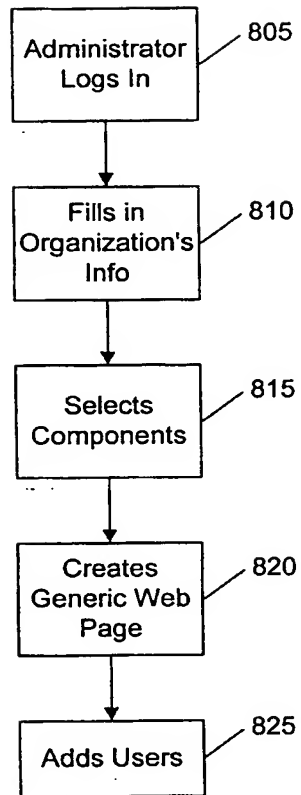 Administrator
Logs In
805
Fills in
Organization's
Info
810
Selects
Components
815
Creates
Generic Web
Page
820
Adds Users
825